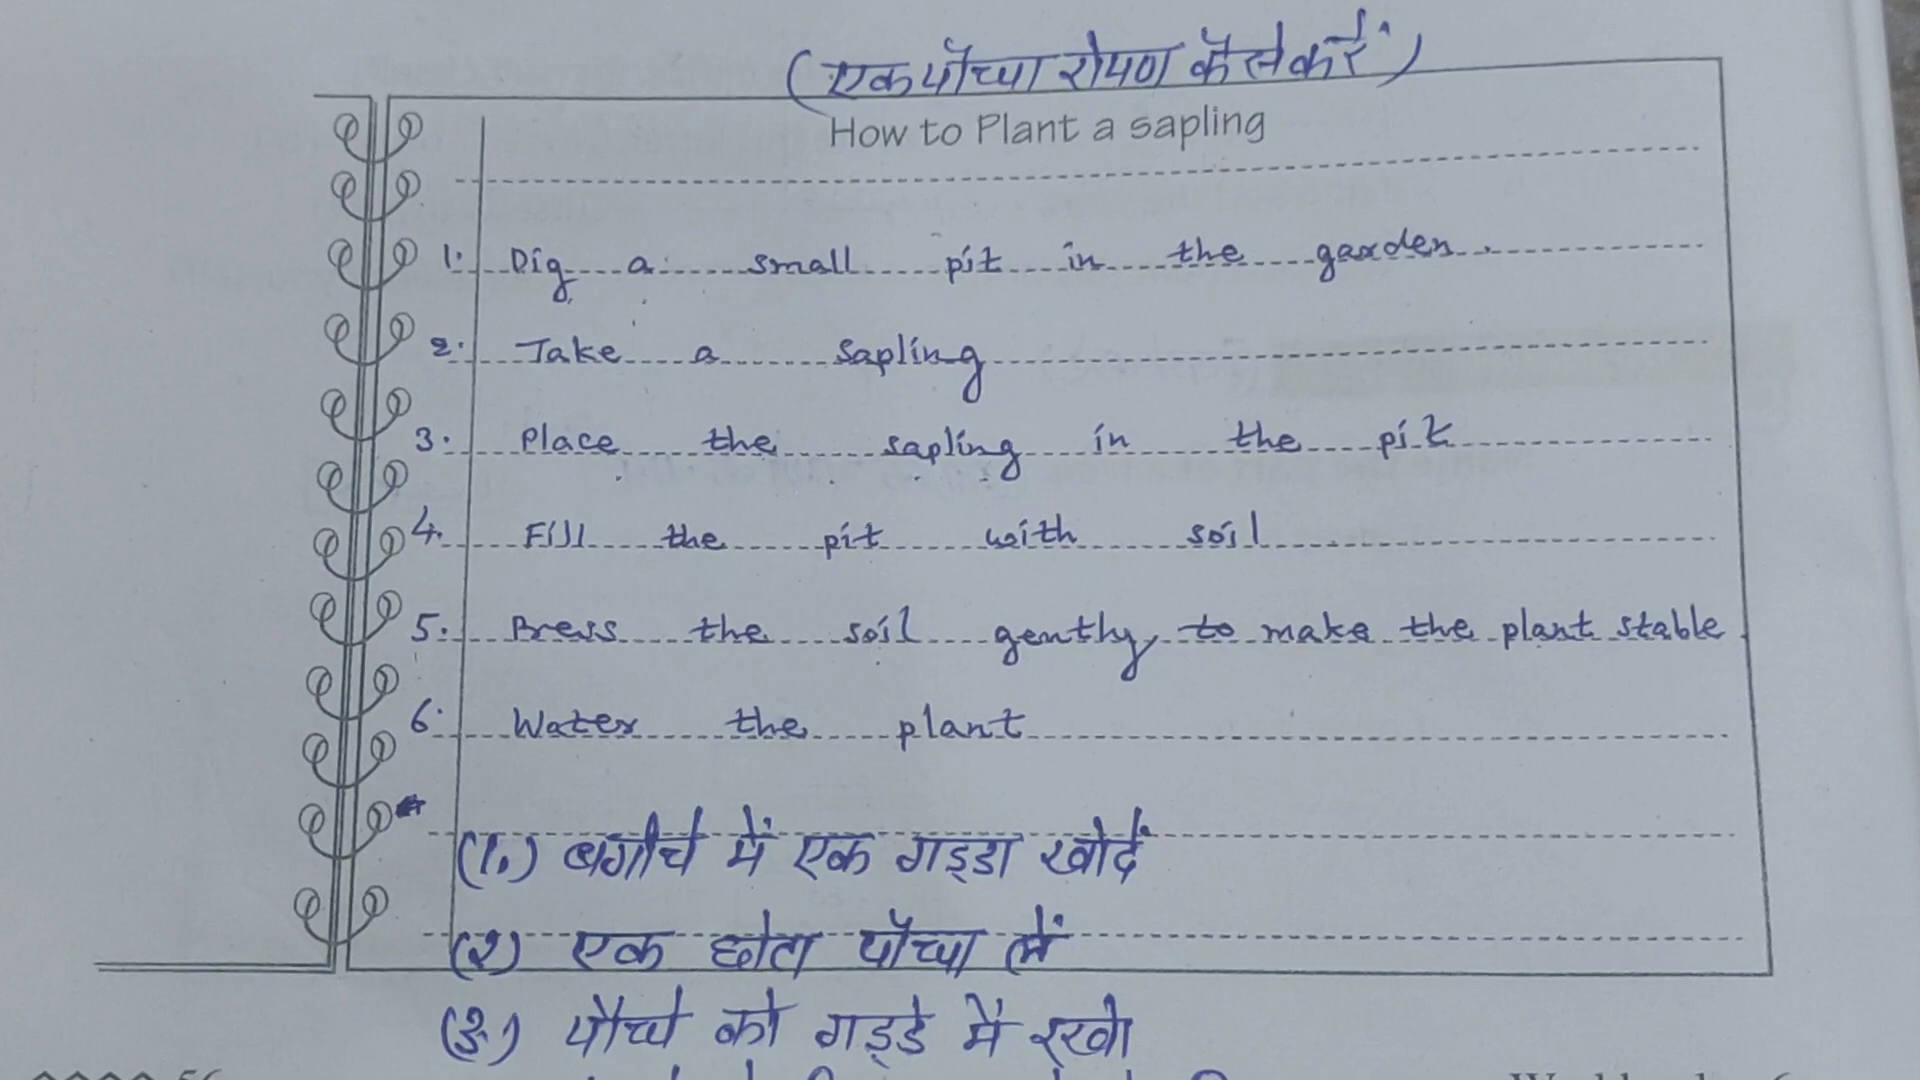 (एक पौधा रोपण कैसे करें)
How to Plant a sapling
1. Dig a small pit in the garden.
2. Take a sapling
3. Place the sapling in the pit
4. Fill the pit with soil
5. Press the soil gently, to make the plant stable.
6. Water the plant
(1.) बगीचे में एक गड्डा खोदें
(२) एक छोटा पौधा लें
(३.) पौधे को गड्डे में रखो